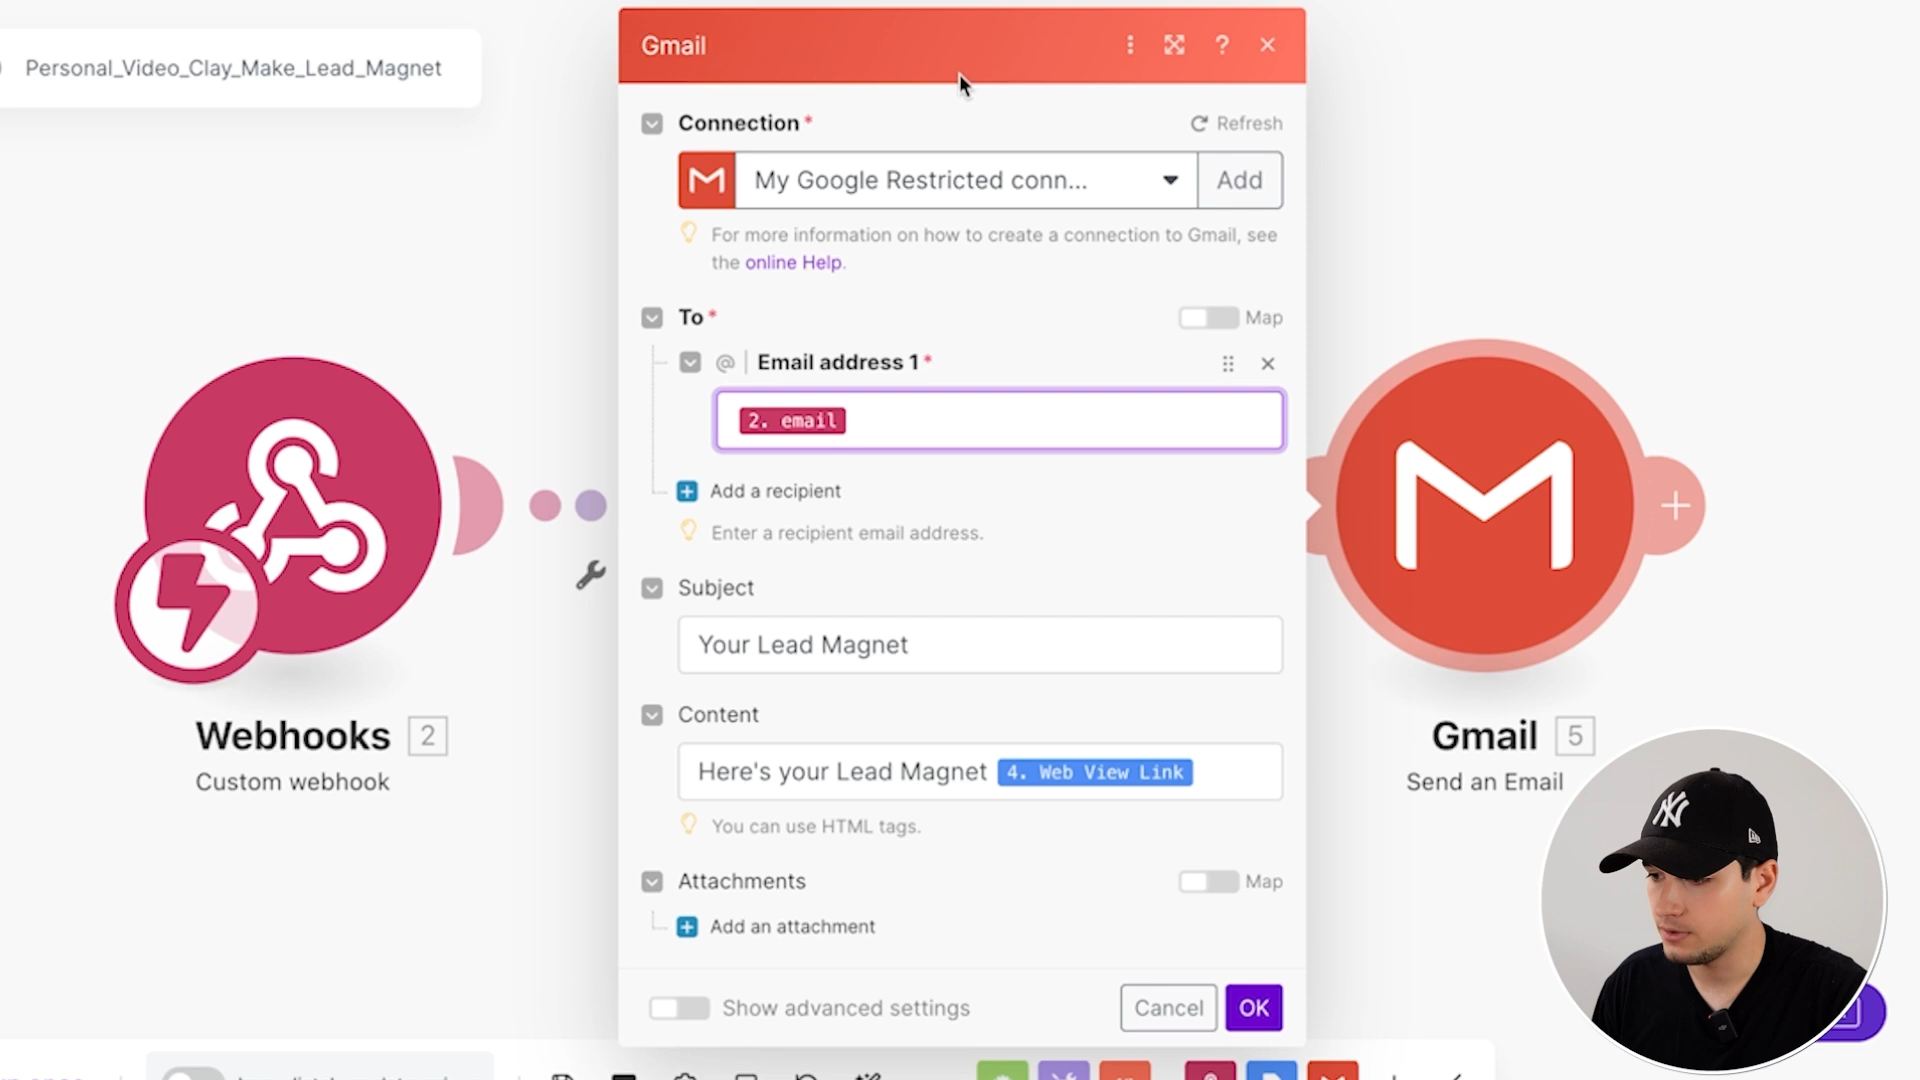 Personal_Video_Clay_Make_Lead_Magnet
Gmail
Connection *
Refresh
My Google Restricted conn...
Add
For more information on how to create a connection to Gmail, see
the online Help.
To *
Map
@ Email address 1 *
2. email
Add a recipient
Enter a recipient email address.
Subject
Your Lead Magnet
Content
Here's your Lead Magnet 4. Web View Link
You can use HTML tags.
Attachments
Map
Add an attachment
Show advanced settings
Cancel
OK
Webhooks 2
Custom webhook
Gmail 5
Send an Email
NY